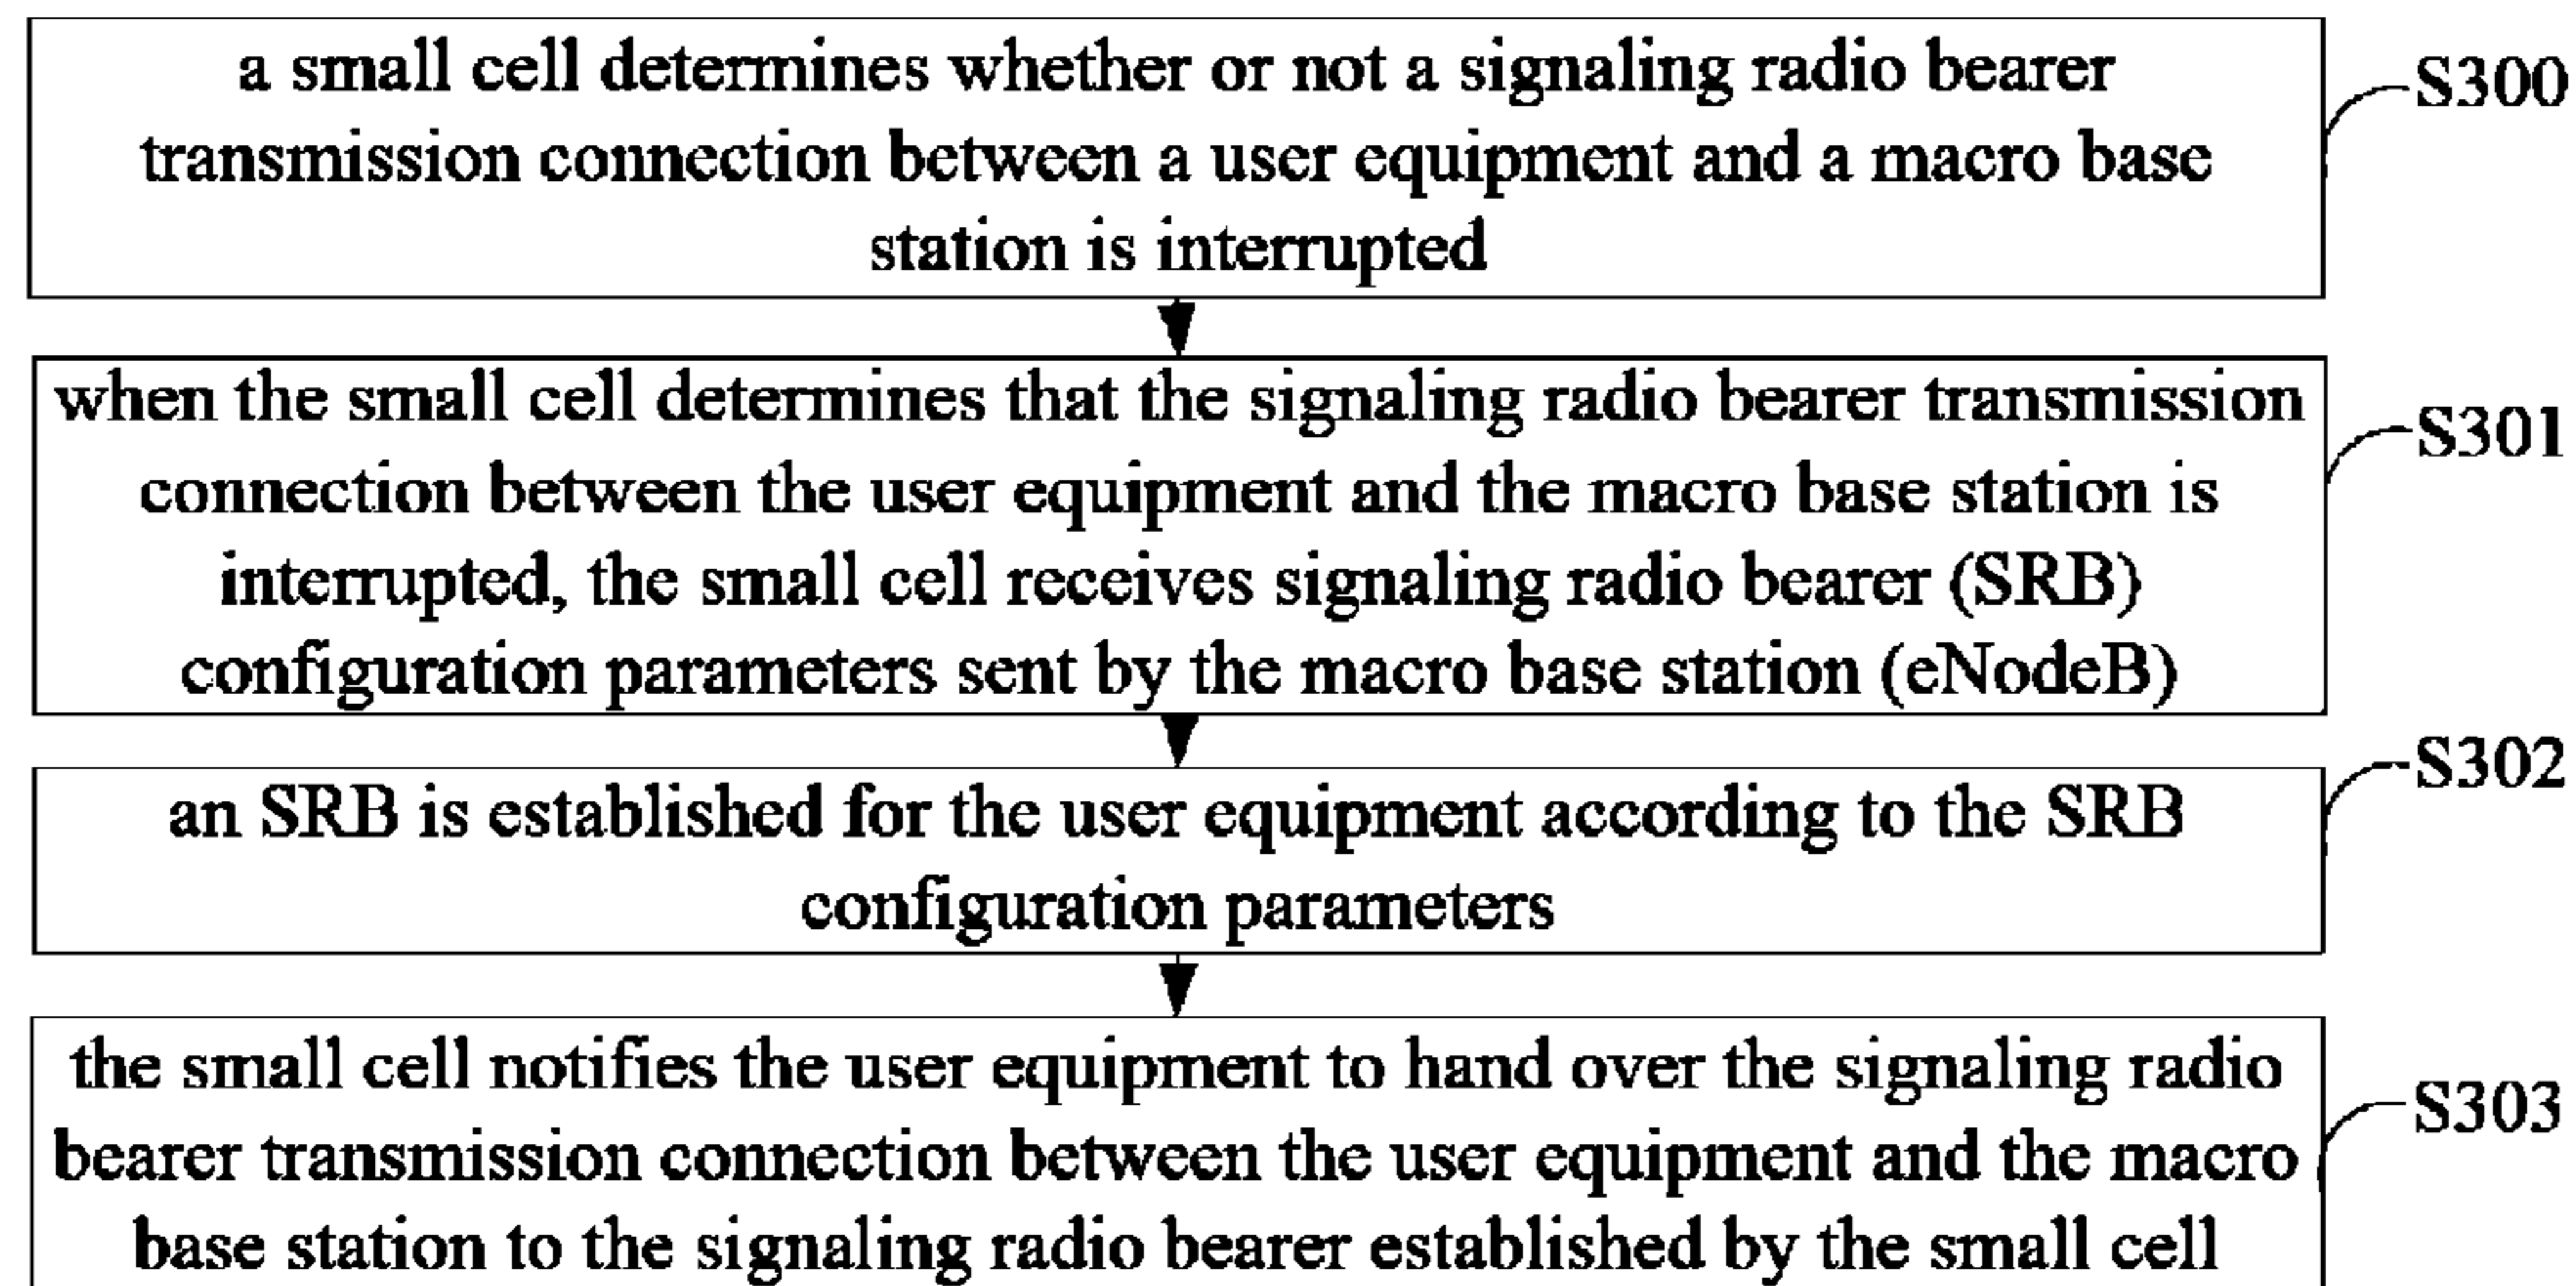 a small cell determines whether or not a signaling radio bearer
transmission connection between a user equipment and a macro base
station is interrupted
S300
when the small cell determines that the signaling radio bearer transmission
connection between the user equipment and the macro base station is
interrupted, the small cell receives signaling radio bearer (SRB)
configuration parameters sent by the macro base station (eNodeB)
S301
an SRB is established for the user equipment according to the SRB
configuration parameters
S302
the small cell notifies the user equipment to hand over the signaling radio
bearer transmission connection between the user equipment and the macro
base station to the signaling radio bearer established by the small cell
S303